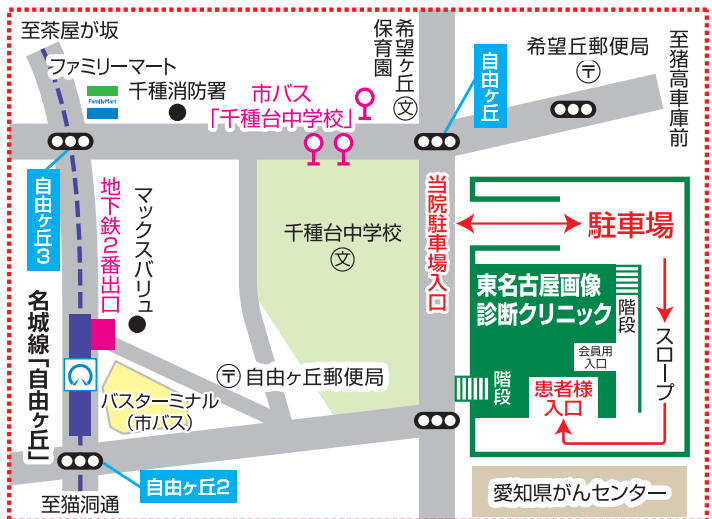 至茶屋が坂
ファミリーマート
FamilyMart
千種消防署
市バス
「千種台中学校」
希望ヶ丘
保育園
文
自由ヶ丘
希望丘郵便局
〒
至猪高車庫前
自由ヶ丘3
地下鉄2番出口
マックスバリュ
千種台中学校
文
当院駐車場入口
駐車場
東名古屋画像
診断クリニック
階段
会員用
入口
スロープ
階段
患者様
入口
名城線「自由ヶ丘」
バスターミナル
(市バス)
〒自由ヶ丘郵便局
自由ヶ丘2
至猫洞通
愛知県がんセンター